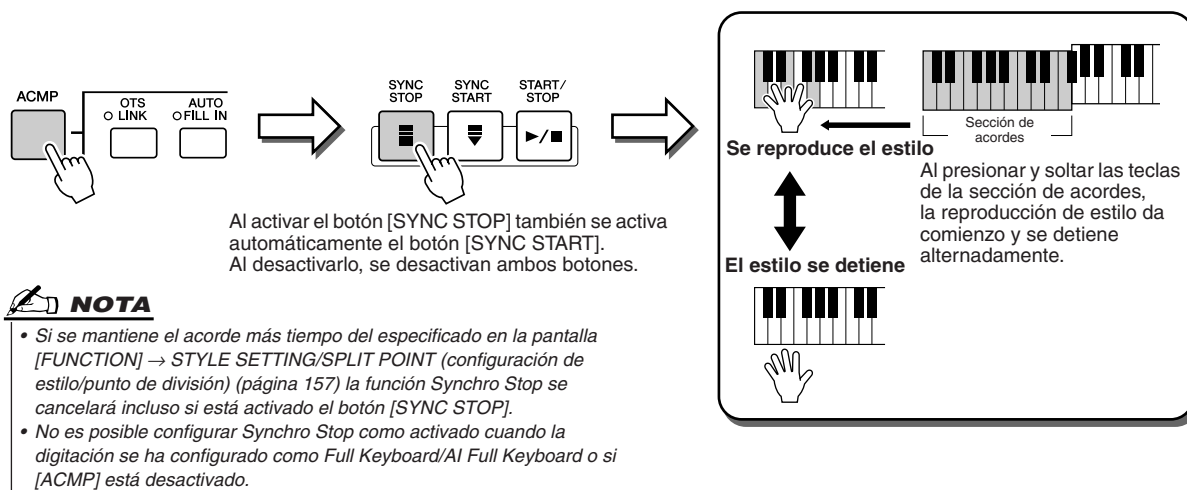 ACMP
OTS
LINK
AUTO
FILL IN
SYNC
STOP
SYNC
START
START/
STOP
Al activar el botón [SYNC STOP] también se activa
automáticamente el botón [SYNC START].
Al desactivarlo, se desactivan ambos botones.
Sección de
acordes
Se reproduce el estilo
Al presionar y soltar las teclas
de la sección de acordes,
la reproducción de estilo da
comienzo y se detiene
alternadamente.
El estilo se detiene
NOTA
• Si se mantiene el acorde más tiempo del especificado en la pantalla
[FUNCTION] → STYLE SETTING/SPLIT POINT (configuración de
estilo/punto de división) (página 157) la función Synchro Stop se
cancelará incluso si está activado el botón [SYNC STOP].
• No es posible configurar Synchro Stop como activado cuando la
digitación se ha configurado como Full Keyboard/AI Full Keyboard o si
[ACMP] está desactivado.